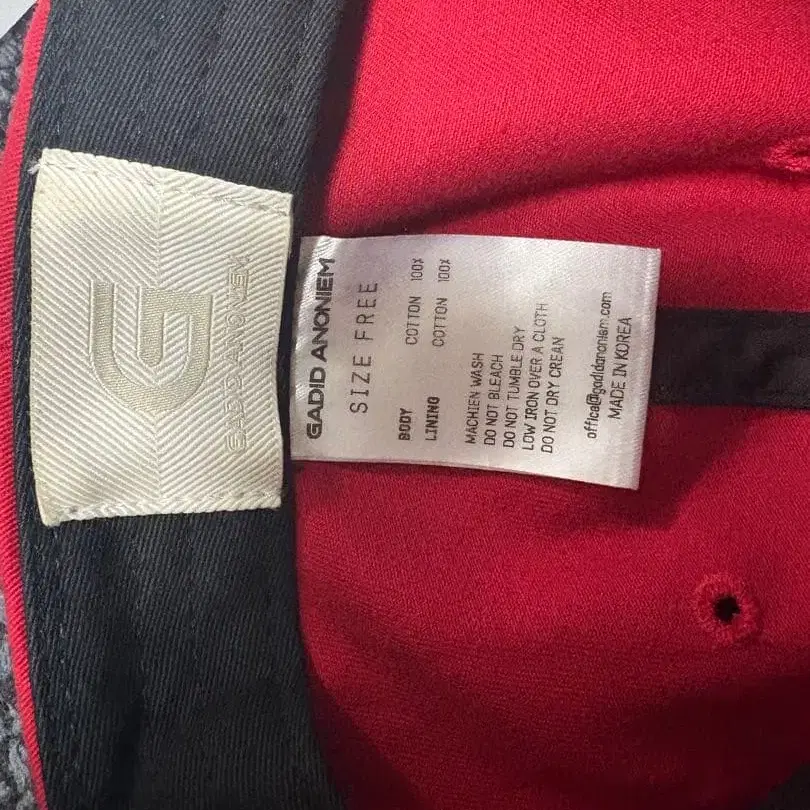 GADID ANONIEM
GADID ANONIEM
SIZE FREE
BODY COTTON 100%
LINING COTTON 100%
MACHIEN WASH
DO NOT BLEACH
DO NOT TUMBLE DRY
LOW IRON OVER A CLOTH
DO NOT DRY CREAN
office@gadidanoniem.com
MADE IN KOREA